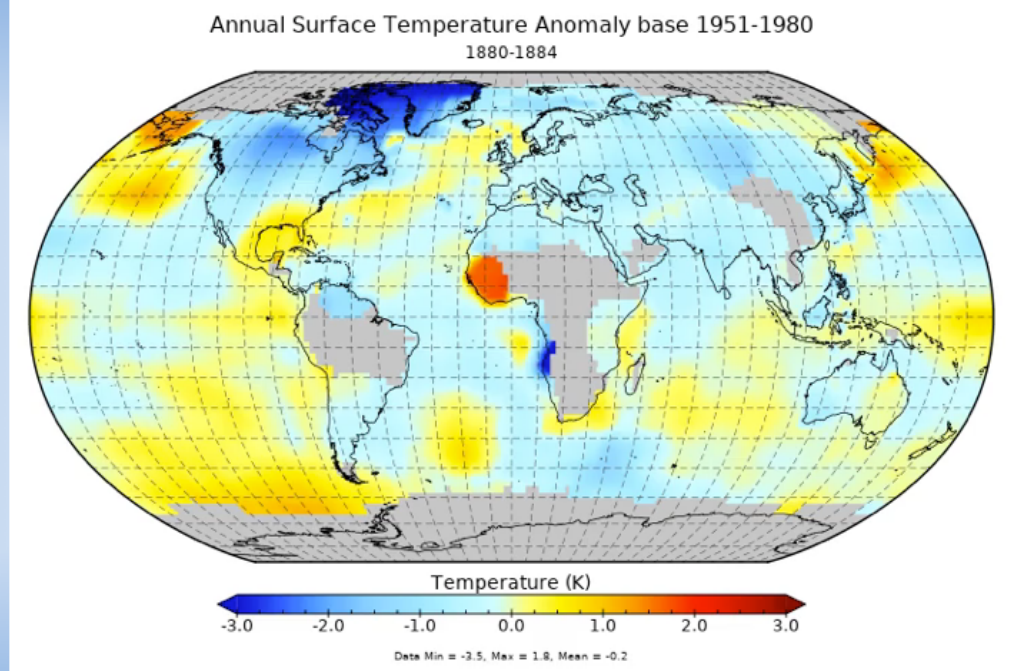 Annual Surface Temperature Anomaly base 1951-1980
1880-1884
Temperature (K)
-3.0 -2.0 -1.0 0.0 1.0 2.0 3.0
Data Min = -3.5, Max = 1.8, Mean = -0.2